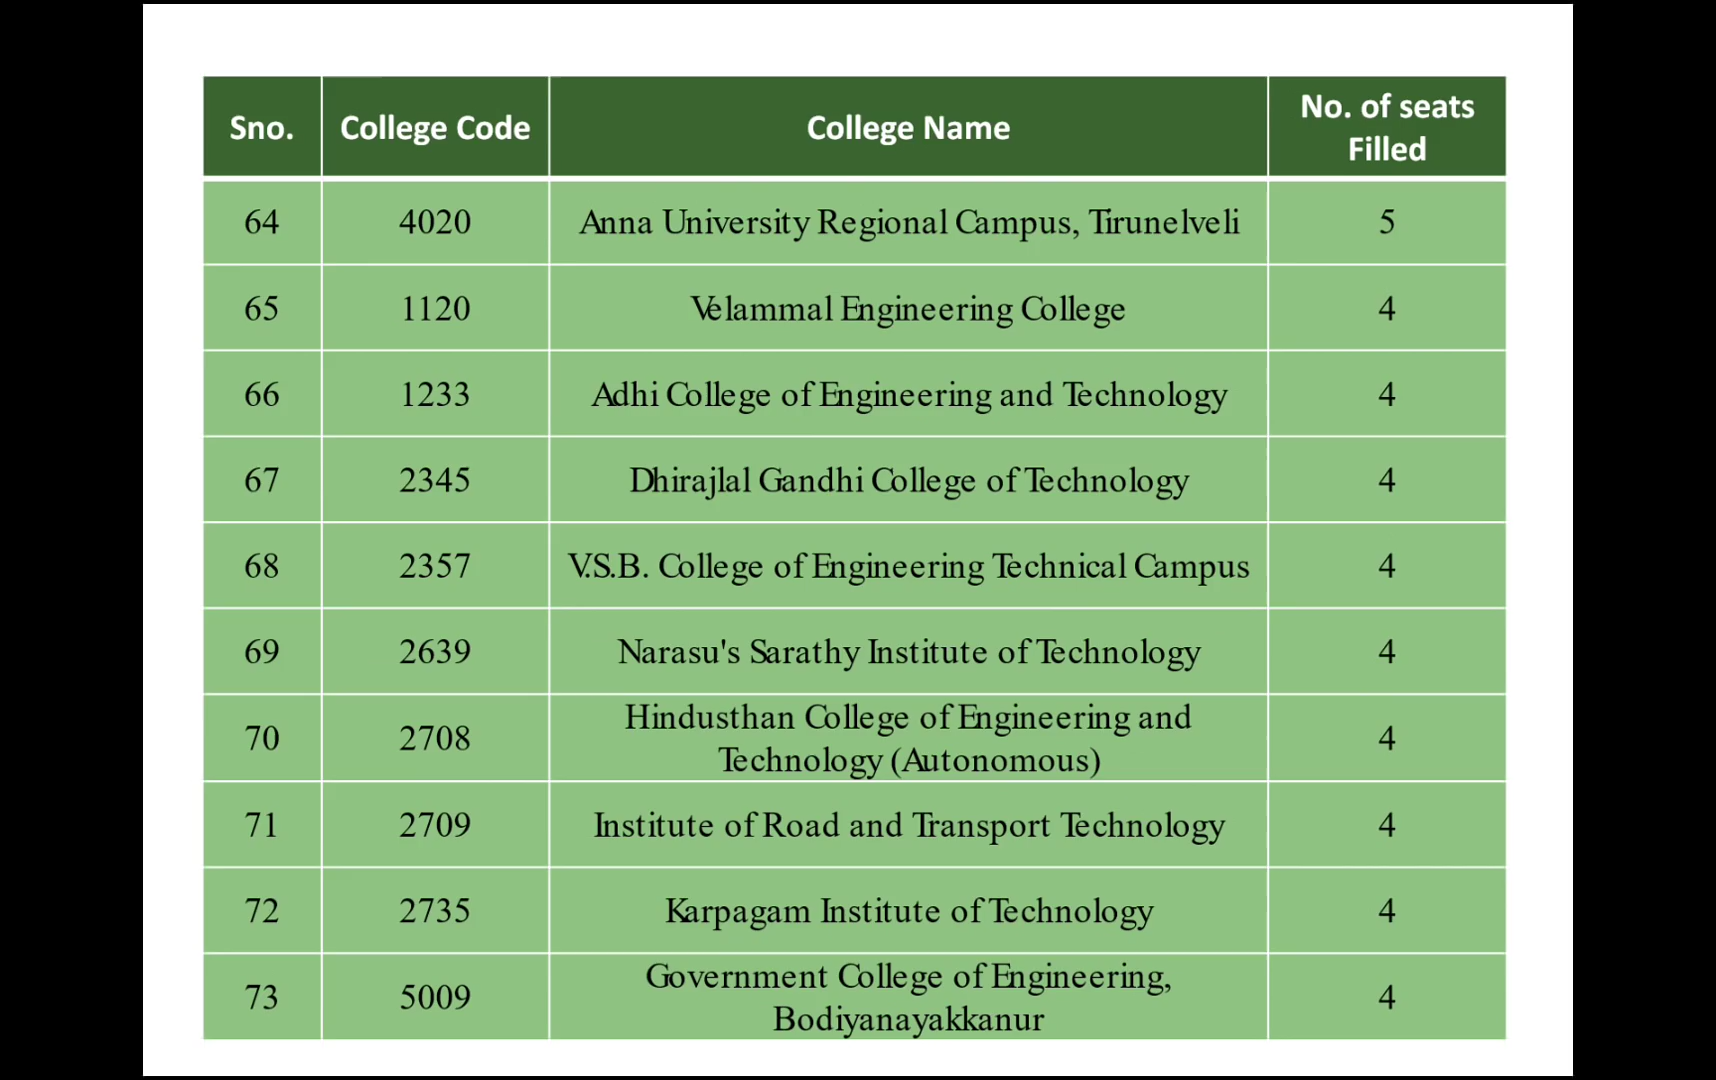 Sno. College Code College Name No. of seats Filled
64 4020 Anna University Regional Campus, Tirunelveli 5
65 1120 Velammal Engineering College 4
66 1233 Adhi College of Engineering and Technology 4
67 2345 Dhirajlal Gandhi College of Technology 4
68 2357 V.S.B. College of Engineering Technical Campus 4
69 2639 Narasu's Sarathy Institute of Technology 4
70 2708 Hindusthan College of Engineering and Technology (Autonomous) 4
71 2709 Institute of Road and Transport Technology 4
72 2735 Karpagam Institute of Technology 4
73 5009 Government College of Engineering, Bodiyanayakkanur 4